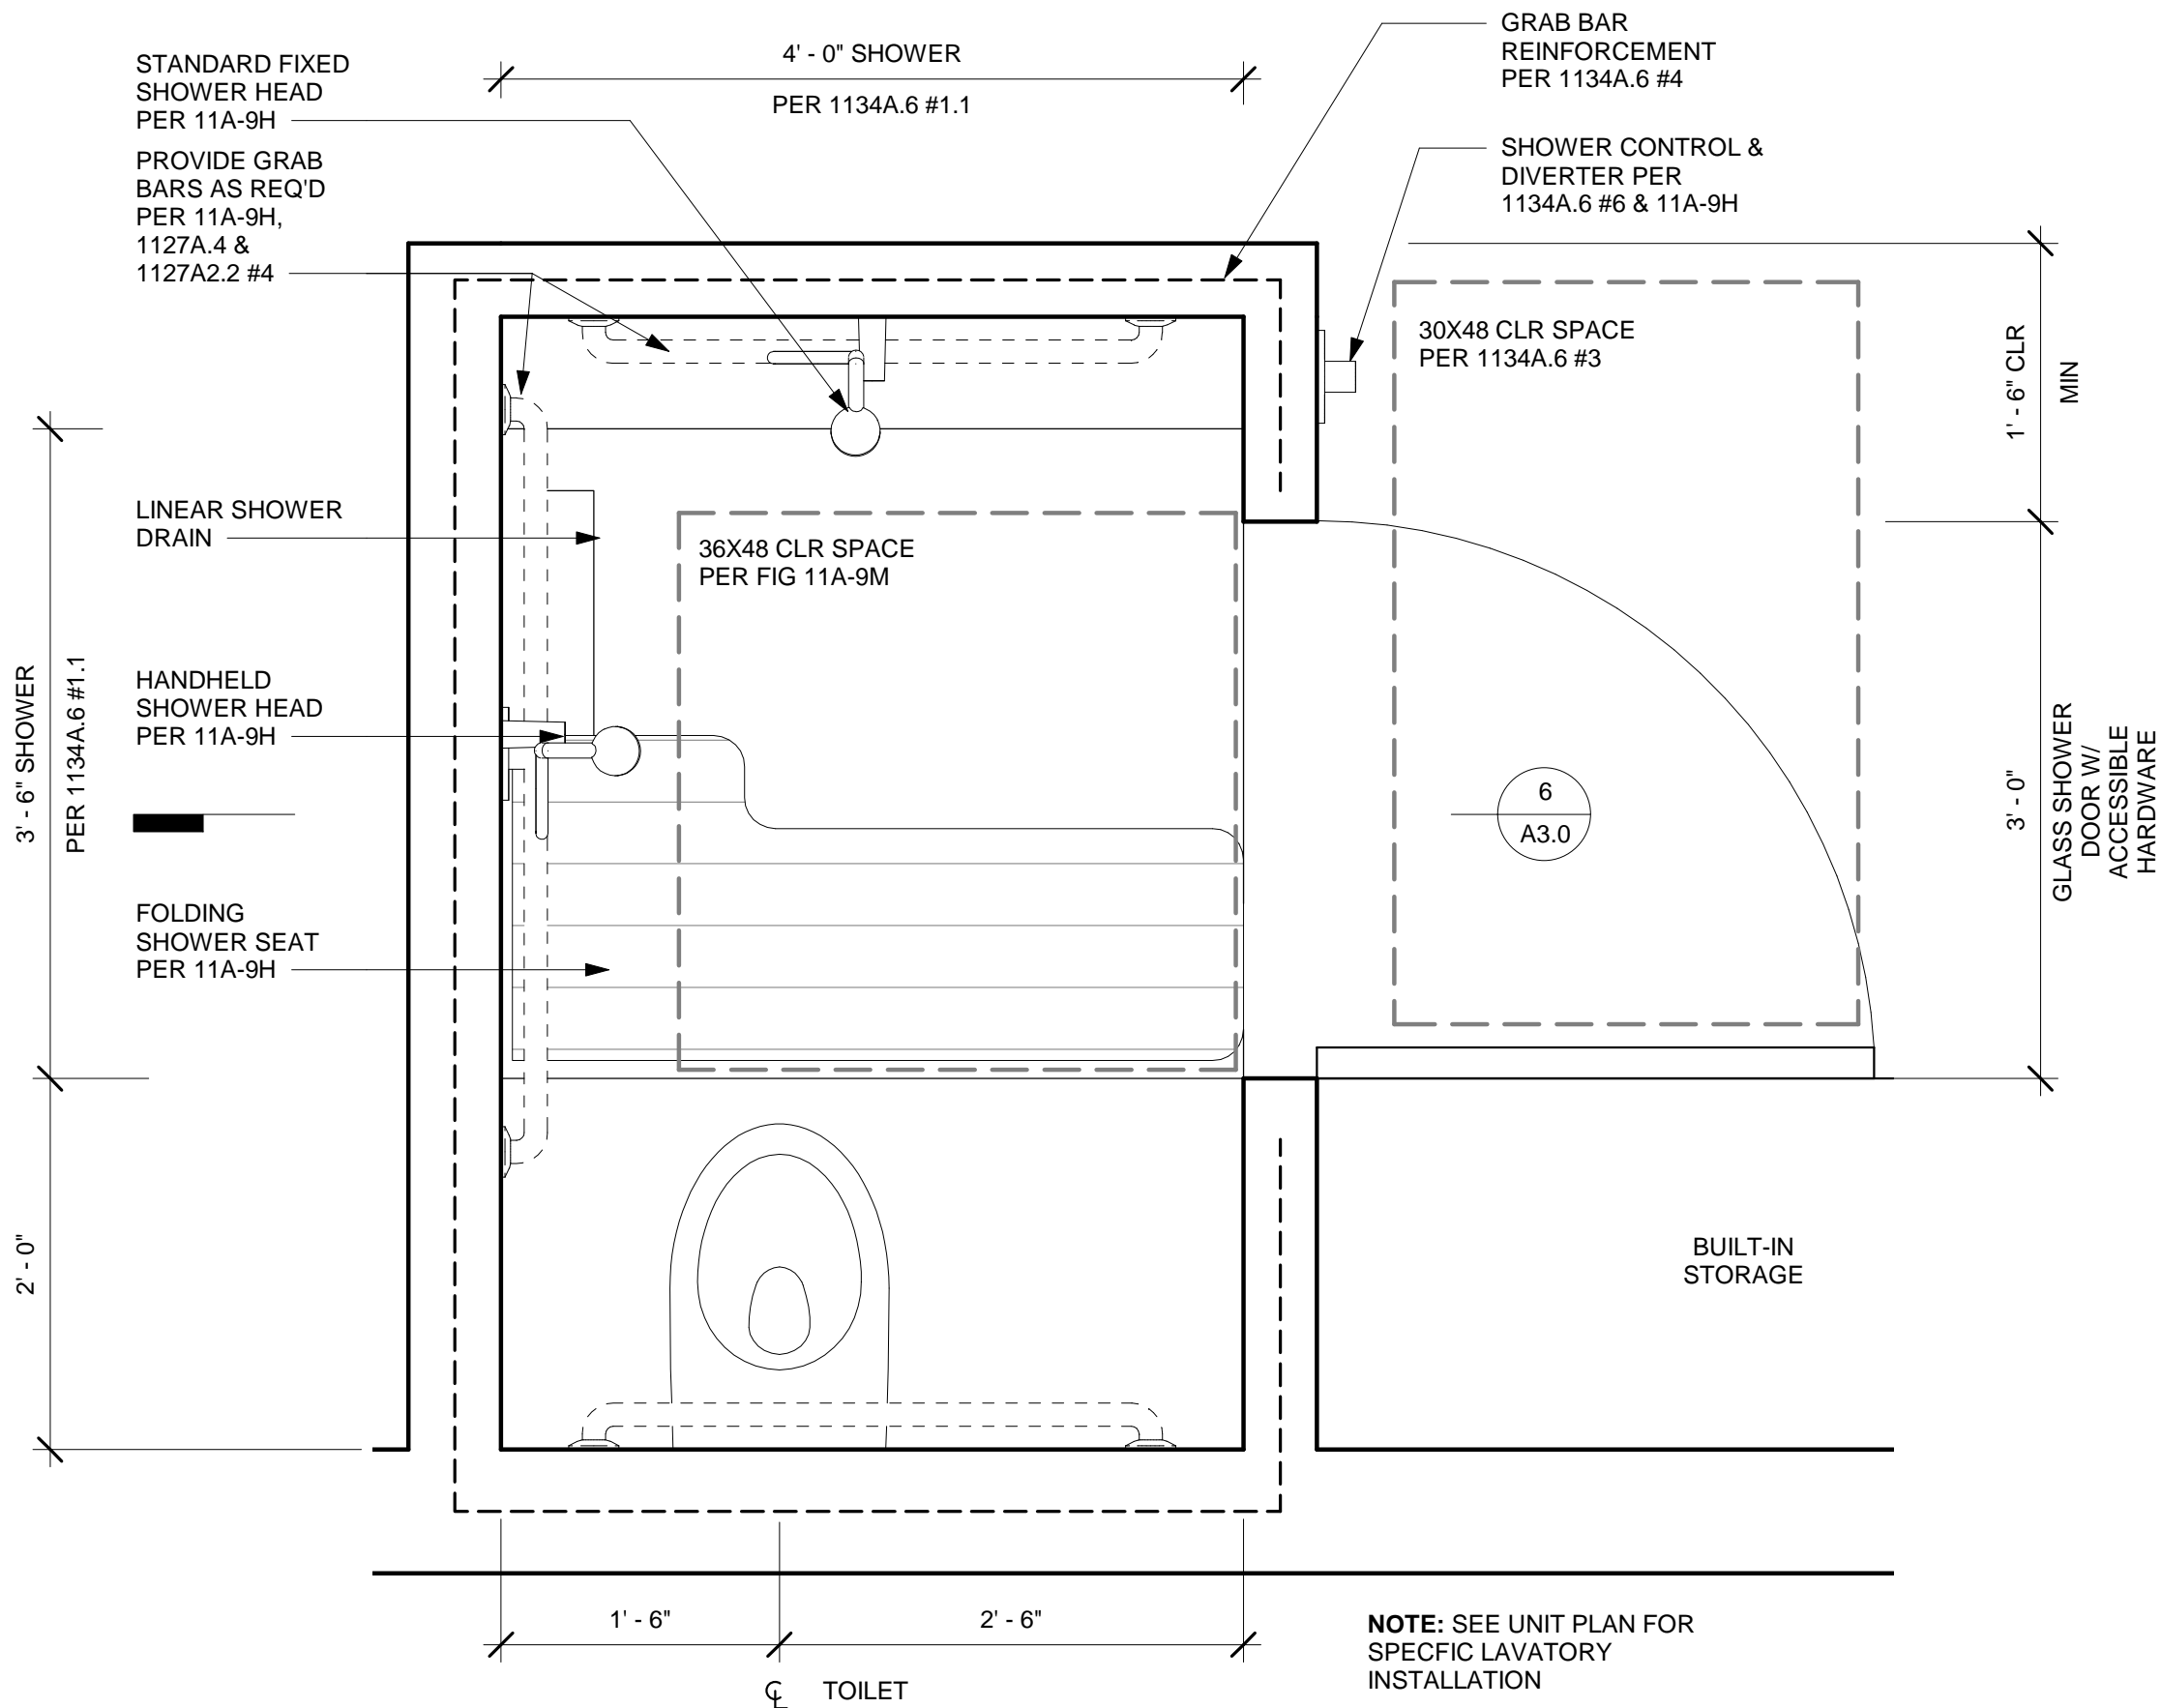 STANDARD FIXED
SHOWER HEAD
PER 11A-9H
PROVIDE GRAB
BARS AS REQ'D
PER 11A-9H,
1127A.4 &
1127A2.2 #4
4' - 0" SHOWER
PER 1134A.6 #1.1
GRAB BAR
REINFORCEMENT
PER 1134A.6 #4
SHOWER CONTROL &
DIVERTER PER
1134A.6 #6 & 11A-9H
30X48 CLR SPACE
PER 1134A.6 #3
1' - 6" CLR
MIN
LINEAR SHOWER
DRAIN
36X48 CLR SPACE
PER FIG 11A-9M
HANDHELD
SHOWER HEAD
PER 11A-9H
3' - 6" SHOWER
PER 1134A.6 #1.1
6
A3.0
3' - 0"
GLASS SHOWER
DOOR W/
ACCESSIBLE
HARDWARE
FOLDING
SHOWER SEAT
PER 11A-9H
2' - 0"
BUILT-IN
STORAGE
1' - 6"
2' - 6"
℄ TOILET
NOTE: SEE UNIT PLAN FOR
SPECFIC LAVATORY
INSTALLATION